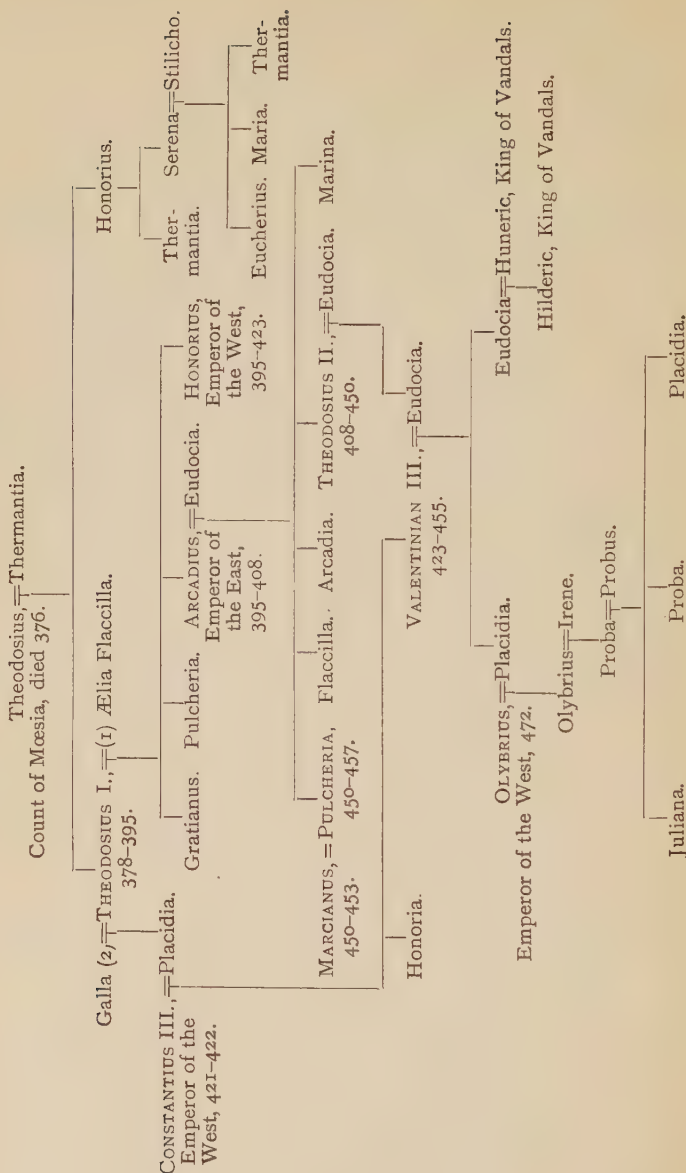 Theodosius,=Thermantia.
Count of Mœsia, died 376.
Galla (2,=THEODOSIUS I.,=(1) Ælia Flaccilla.
378-395.
Honorius.
CONSTANTIUS III.,=Placidia.
Emperor of the
West, 421-422.
Gratianus. Pulcheria. ARCADIUS,=Eudocia. HONORIUS,
Emperor of
the East,
395-408.
Emperor of
the West,
395-423.
Ther-
mantia.
Serena=Stilicho.
Eucherius. Maria. Ther-
mantia.
MARCIANUS,=PULCHERIA, Flaccilla. Arcadia. THEODOSIUS II.,=Eudocia. Marina.
450-453. 450-457. 408-450.
Honoria. VALENTINIAN III.,=Eudocia.
423-455.
OLYBRIUS,=Placidia. Eudocia=Huneric, King of Vandals.
Emperor of the West, 472.
Olybrius=Irene. Hilderic, King of Vandals.
Proba=Probus.
Juliana. Proba. Placidia.